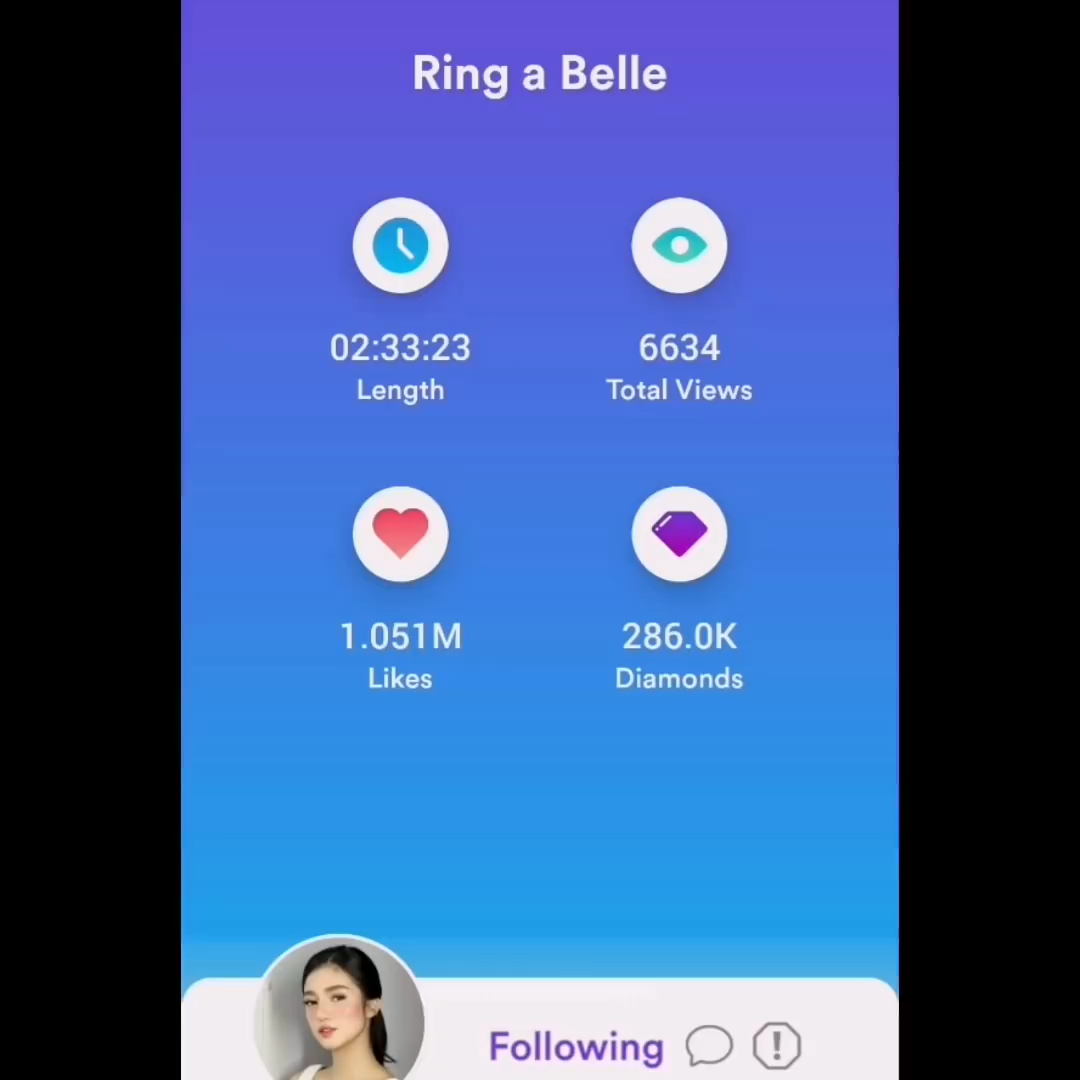 Ring a Belle
02:33:23
Length
6634
Total Views
1.051M
Likes
286.0K
Diamonds
Following